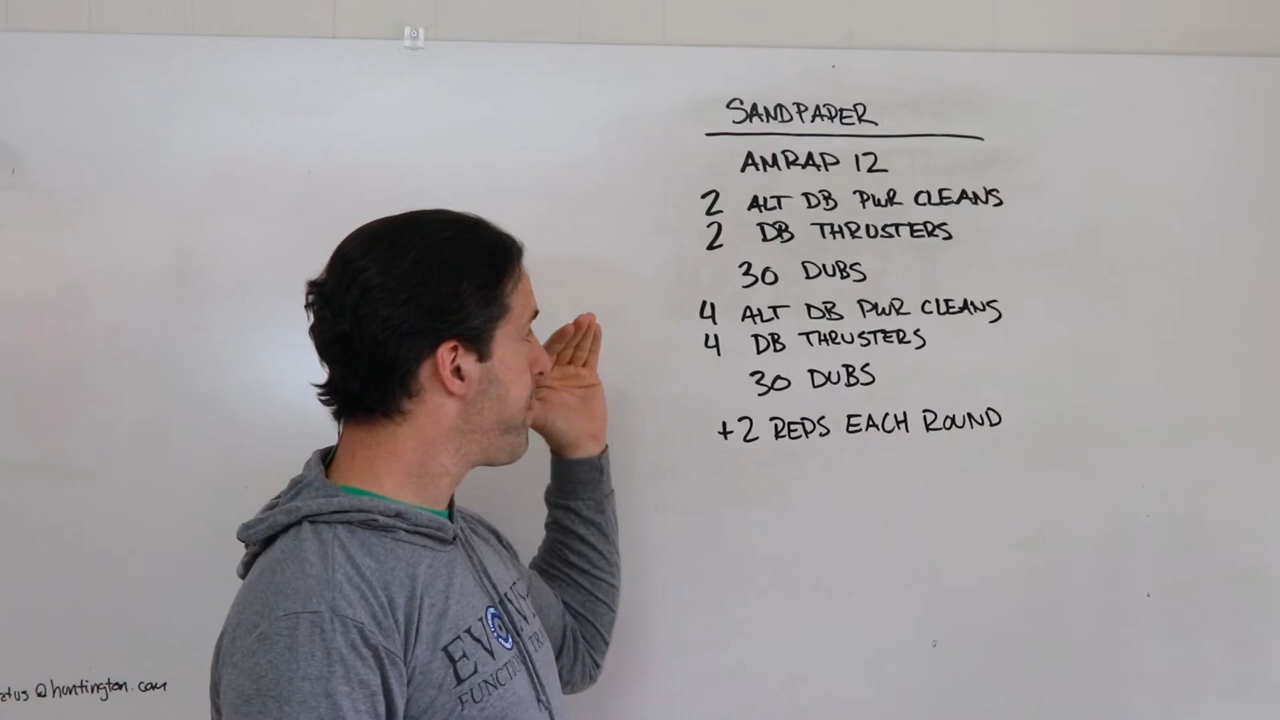 SANDPAPER
AMRAP 12
2 ALT DB PWR CLEANS
2 DB THRUSTERS
30 DUBS
4 ALT DB PWR CLEANS
4 DB THRUSTERS
30 DUBS
+2 REPS EACH ROUND
@huntington.com